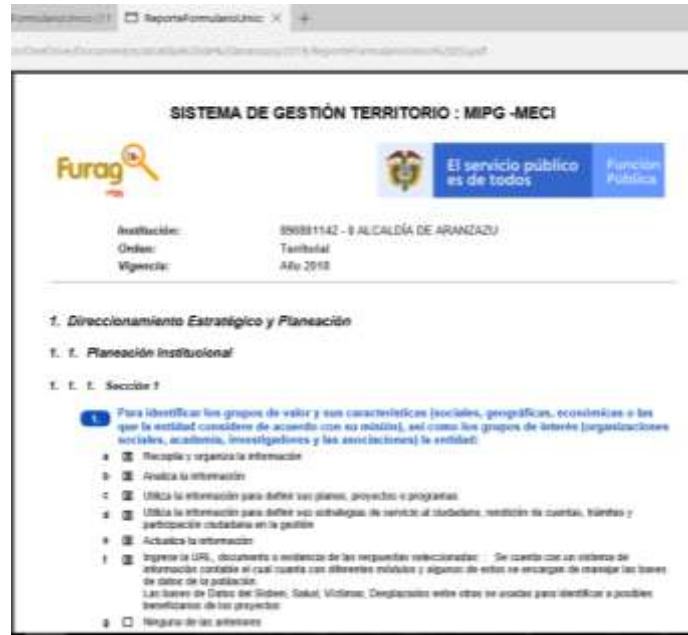 ReporteFormularioUnic
SISTEMA DE GESTIÓN TERRITORIO : MIPG -MECI
Furag
El servicio público
es de todos
Función
Pública
Institución: ALCALDÍA DE ARANZAZU
Orden: Territorial
Vigencia: Año 2018
1. Direccionamiento Estratégico y Planeación
1. 1. Planeación Institucional
1. 1. 1. Sección 1
1. Para identificar los grupos de valor y sus características (sociales, geográficas, económicas o las
que la entidad considere de acuerdo con su misión), así como los grupos de interés (organizaciones
sociales, academia, investigadores y las asociaciones) la entidad:
a Recopila y organiza la información
b Analiza la información
c Utiliza la información para definir sus planes, proyectos o programas
d Utiliza la información para definir sus estrategias de servicio al ciudadano, rendición de cuentas, trámites y
participación ciudadana en la gestión
e Actualiza la información
f Ingrese la URL, documento o evidencia de las respuestas seleccionadas: : Se cuenta con un sistema de
información contable el cual cuenta con diferentes módulos y algunos de estos se encargan de manejar las bases
de datos de la población.
Las bases de Datos del Sisben, Salud, Víctimas, Desplazados entre otras se usadas para identificar a posibles
beneficiarios de los proyectos
g Ninguna de las anteriores